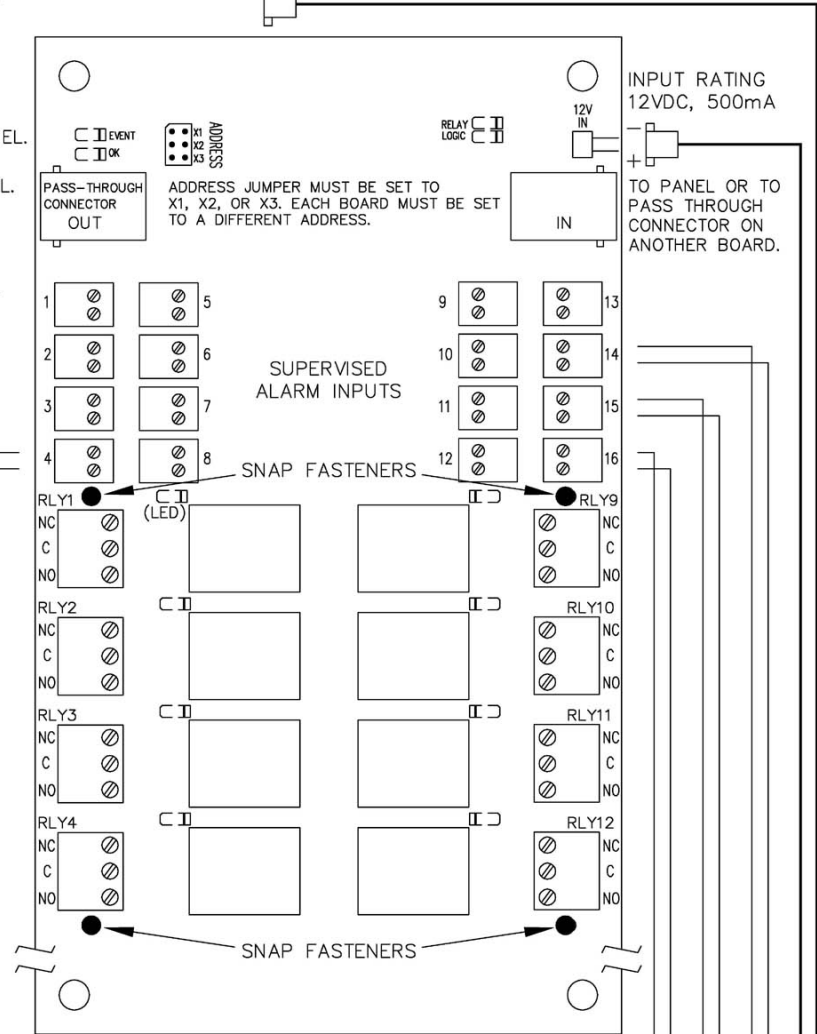 INPUT RATING
12VDC, 500mA
12V
IN
−
+
EL.
L.
EVENT
OK
X1
X2
X3
ADDRESS
RELAY
LOGIC
PASS-THROUGH
CONNECTOR
OUT
ADDRESS JUMPER MUST BE SET TO
X1, X2, OR X3. EACH BOARD MUST BE SET
TO A DIFFERENT ADDRESS.
IN
TO PANEL OR TO
PASS THROUGH
CONNECTOR ON
ANOTHER BOARD.
1
5
9
13
2
6
10
14
3
7
11
15
4
8
12
16
SUPERVISED
ALARM INPUTS
SNAP FASTENERS
(LED)
RLY1
NC
C
NO
RLY9
NC
C
NO
RLY2
NC
C
NO
RLY10
NC
C
NO
RLY3
NC
C
NO
RLY11
NC
C
NO
RLY4
NC
C
NO
RLY12
NC
C
NO
SNAP FASTENERS